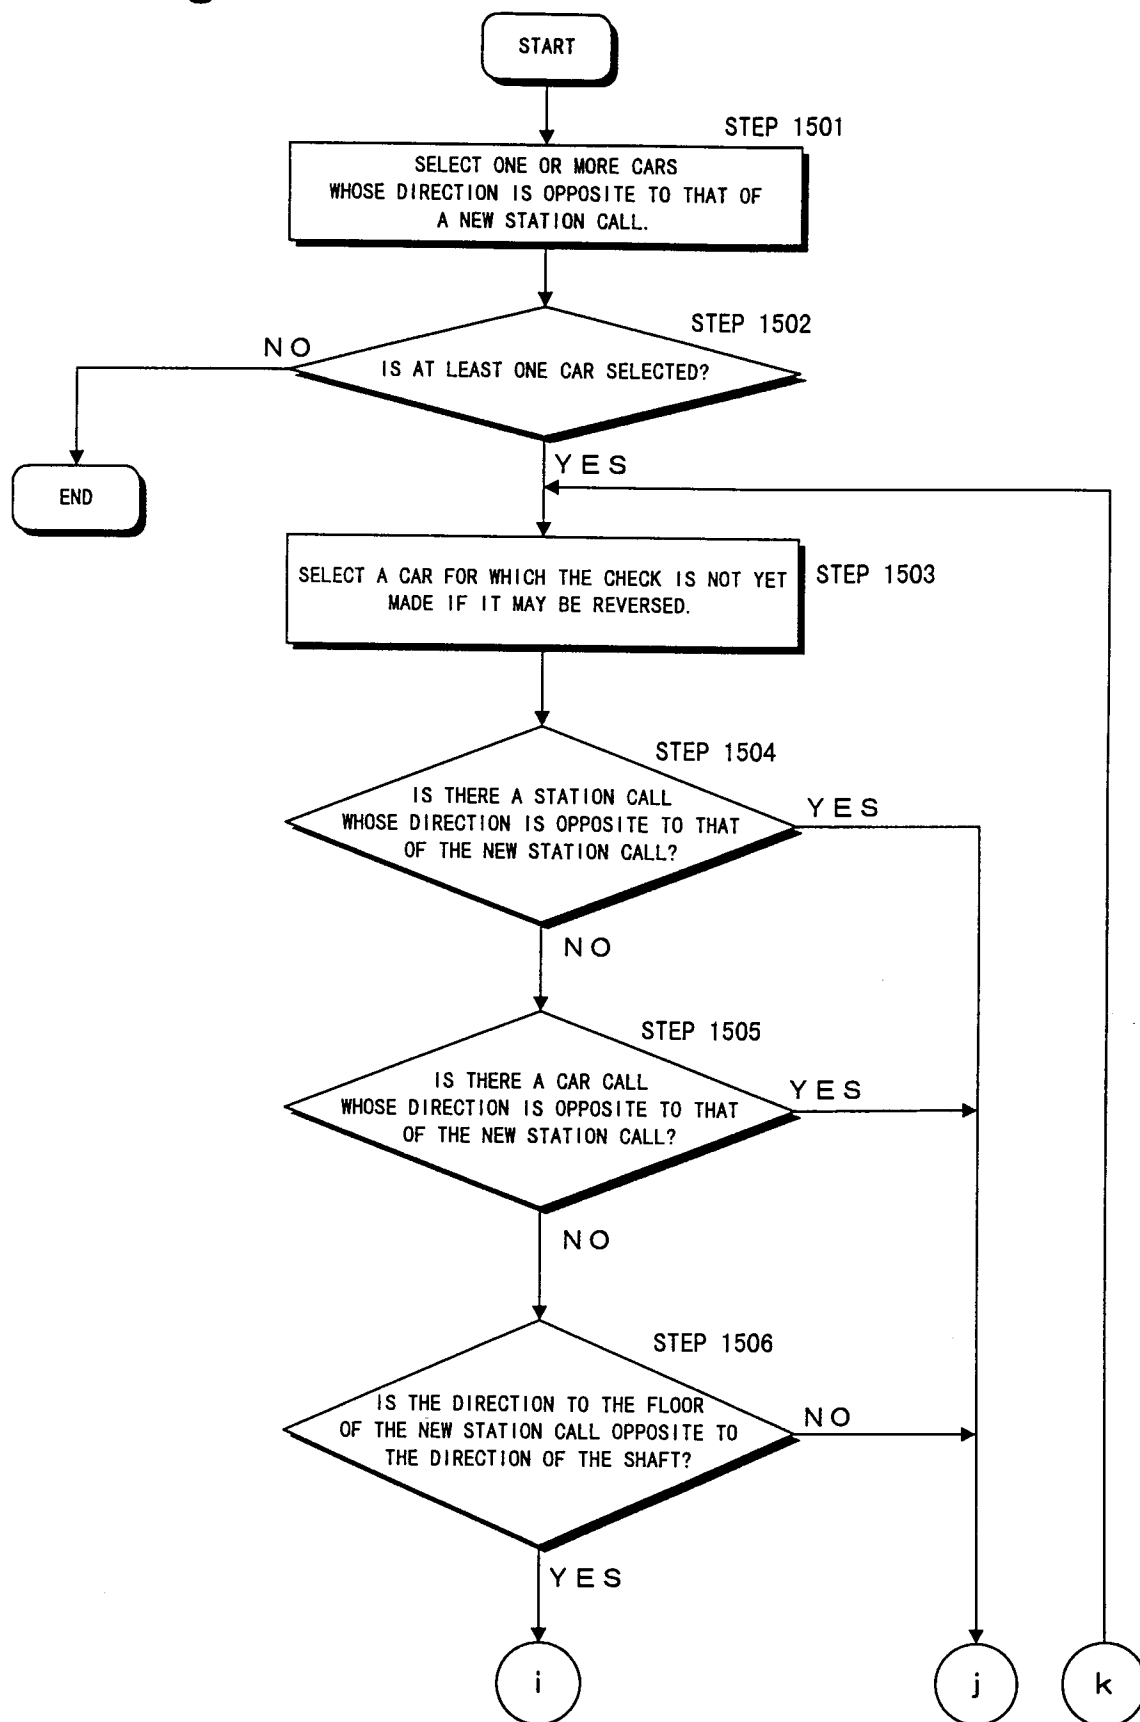 START
STEP 1501
SELECT ONE OR MORE CARS
WHOSE DIRECTION IS OPPOSITE TO THAT OF
A NEW STATION CALL.
STEP 1502
NO
IS AT LEAST ONE CAR SELECTED?
YES
END
SELECT A CAR FOR WHICH THE CHECK IS NOT YET
MADE IF IT MAY BE REVERSED.
STEP 1503
STEP 1504
IS THERE A STATION CALL
WHOSE DIRECTION IS OPPOSITE TO THAT
OF THE NEW STATION CALL?
YES
NO
STEP 1505
IS THERE A CAR CALL
WHOSE DIRECTION IS OPPOSITE TO THAT
OF THE NEW STATION CALL?
YES
NO
STEP 1506
IS THE DIRECTION TO THE FLOOR
OF THE NEW STATION CALL OPPOSITE TO
THE DIRECTION OF THE SHAFT?
NO
YES
i
j
k